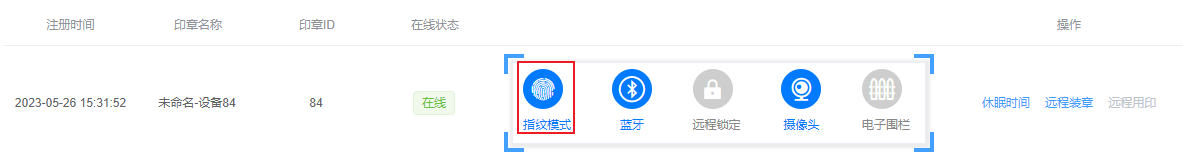 注册时间 印章名称 印章ID 在线状态 操作
2023-05-26 15:31:52 未命名-设备84 84 在线 指纹模式 蓝牙 远程锁定 摄像头 电子围栏 休眠时间 远程装章 远程用印